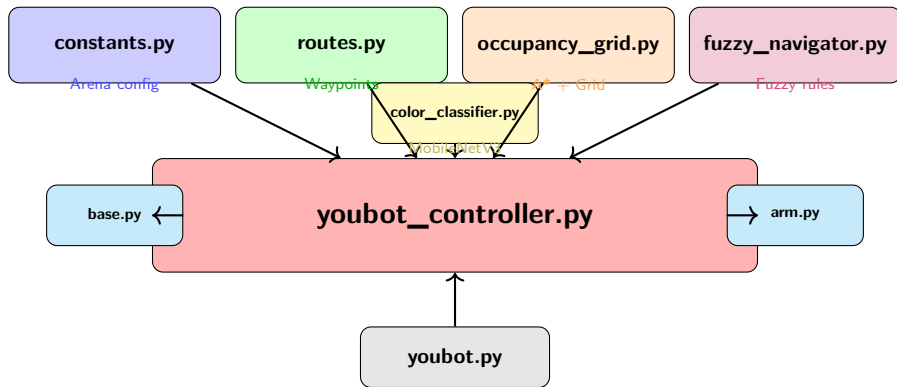 constants.py
routes.py
occupancy_grid.py
fuzzy_navigator.py
Arena config
Waypoints
A* + Grid
Fuzzy rules
color_classifier.py
MobileNetV3
base.py
youbot_controller.py
arm.py
youbot.py